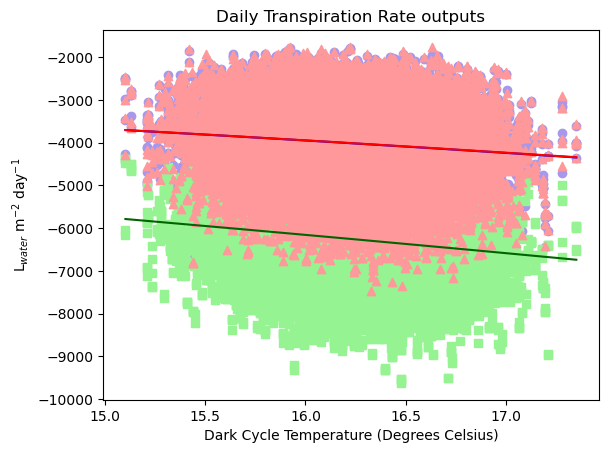 Daily Transpiration Rate outputs
L_water m^-2 day^-1
−2000
−3000
−4000
−5000
−6000
−7000
−8000
−9000
−10000
15.0 15.5 16.0 16.5 17.0
Dark Cycle Temperature (Degrees Celsius)